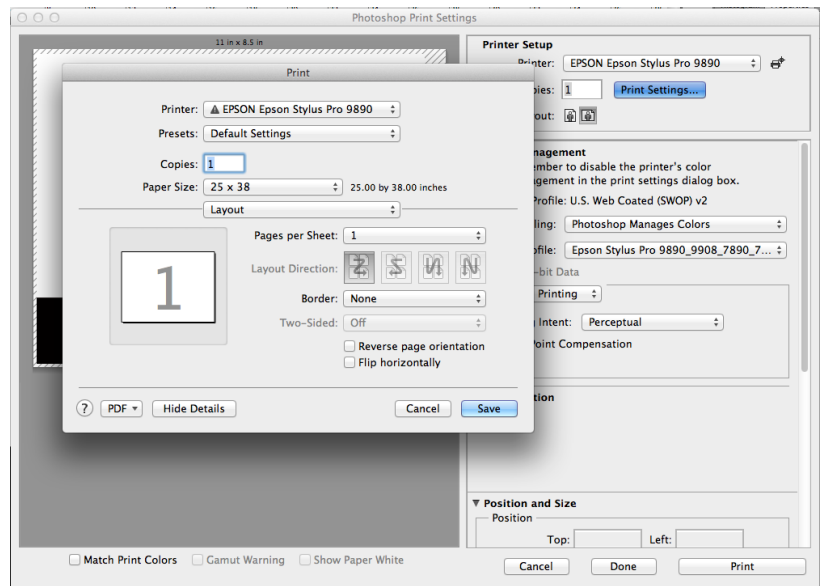 Photoshop Print Settings
11 in x 8.5 in
Printer Setup
Printer: EPSON Epson Stylus Pro 9890
pies: 1 Print Settings...
out:
nagement
ember to disable the printer's color
agement in the print settings dialog box.
Profile: U.S. Web Coated (SWOP) v2
ling: Photoshop Manages Colors
ofile: Epson Stylus Pro 9890_9908_7890_7...
-bit Data
Printing
Intent: Perceptual
Point Compensation
tion
Position and Size
Position
Top: Left:
Print
Printer: EPSON Epson Stylus Pro 9890
Presets: Default Settings
Copies: 1
Paper Size: 25 x 38 25.00 by 38.00 inches
Layout
Pages per Sheet: 1
Layout Direction:
Border: None
Two-Sided: Off
Reverse page orientation
Flip horizontally
1
? PDF Hide Details Cancel Save
Match Print Colors Gamut Warning Show Paper White
Cancel Done Print